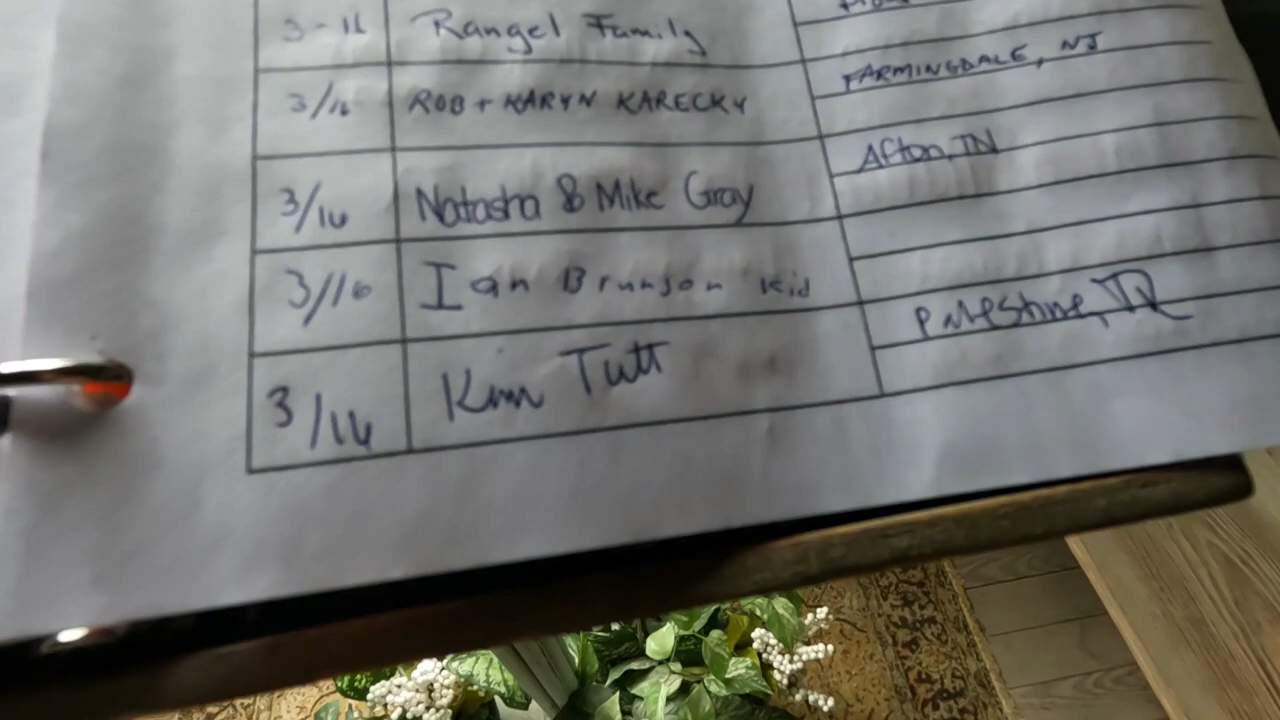 3-16 Rangel Family
3/16 ROB + KARYN KARECKY FARMINGDALE, NJ
3/16 Natasha & Mike Gray Afton, TN
3/16 Ian Brunson kid
3/16 Kim Tutt Palestine, TX